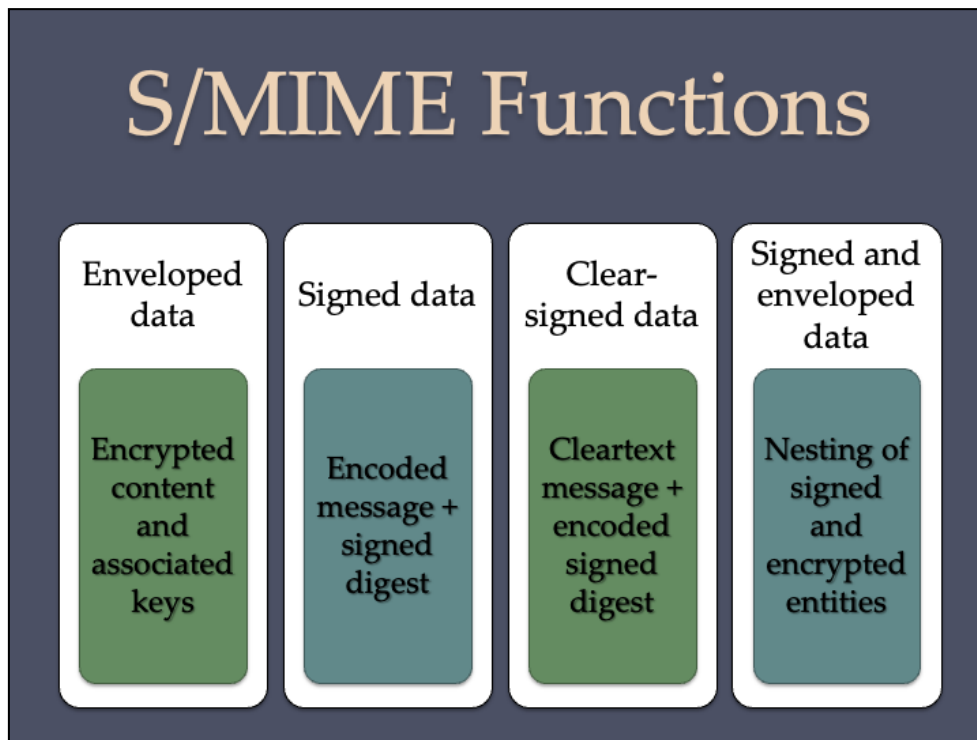 S/MIME Functions
Enveloped
data
Encrypted
content
and
associated
keys
Signed data
Encoded
message +
signed
digest
Clear-
signed data
Cleartext
message +
encoded
signed
digest
Signed and
enveloped
data
Nesting of
signed
and
encrypted
entities